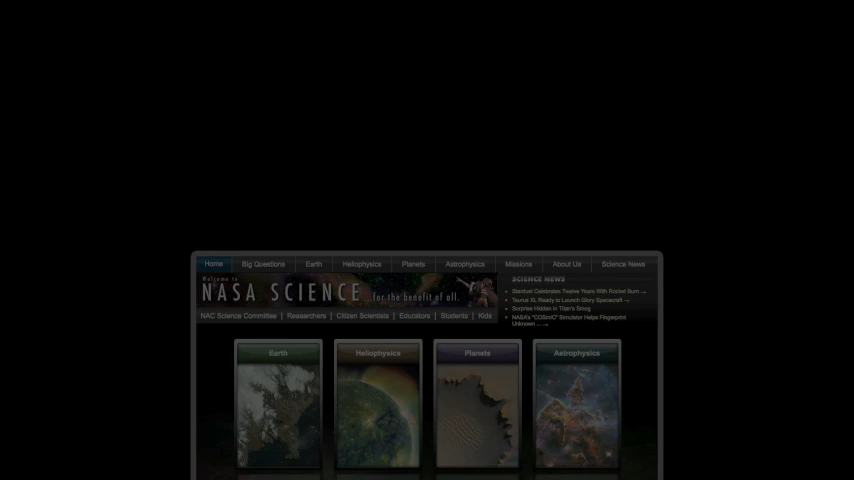 Home Big Questions Earth Heliophysics Planets Astrophysics Missions About Us Science News
Welcome to
NASA SCIENCE ...for the benefit of all.
NAC Science Committee | Researchers | Citizen Scientists | Educators | Students | Kids
SCIENCE NEWS
Stardust Celebrates Twelve Years With Rocket Burn
Taurus XL Ready to Launch Glory Spacecraft
Surprise Hidden in Titan's Smog
NASA's "COSmIC" Simulator Helps Fingerprint
Unknown ...
Earth Heliophysics Planets Astrophysics